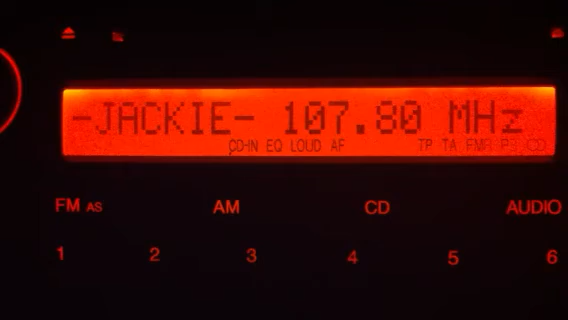 -JACKIE- 107.80 MHz
CD-IN EQ LOUD AF TP TA FMR P3 CD
FM AS AM CD AUDIO
1 2 3 4 5 6